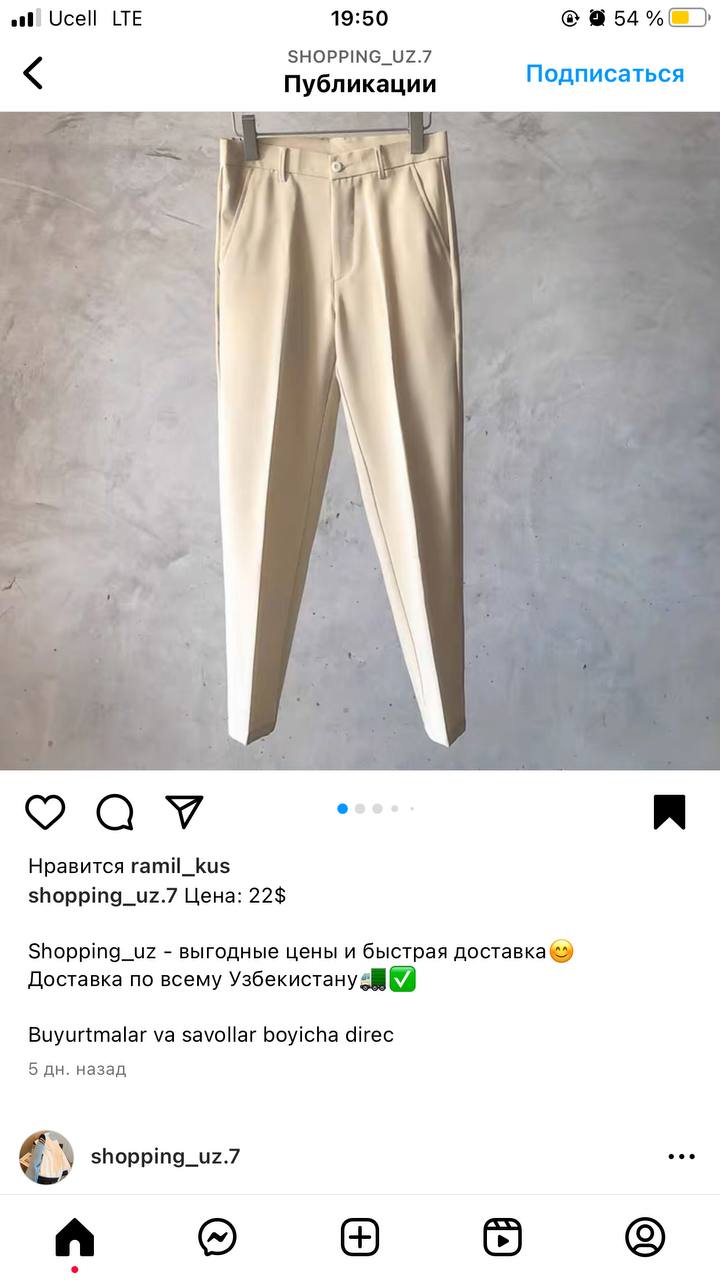 Ucell LTE 19:50 54 %
SHOPPING_UZ.7
Публикации
Подписаться
Нравится ramil_kus
shopping_uz.7 Цена: 22$
Shopping_uz - выгодные цены и быстрая доставка😊
Доставка по всему Узбекистану🚛✅
Buyurtmalar va savollar boyicha direc
5 дн. назад
shopping_uz.7